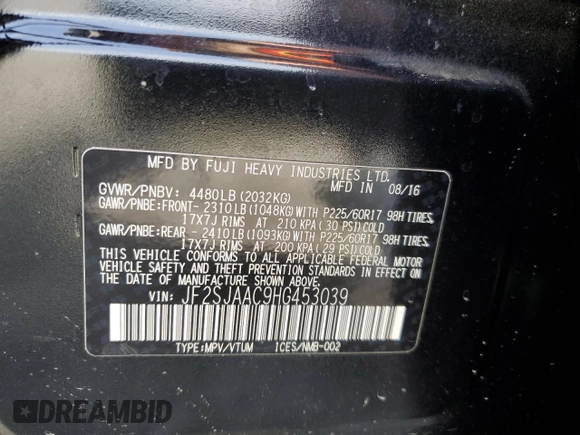 MFD BY FUJI HEAVY INDUSTRIES LTD.
MFD IN 08/16
GVWR/PNBV: 4480LB(2032KG)
GAWR/PNBE:FRONT- 2310LB(1048KG)WITH P225/60R17 98H TIRES,
17X7J RIMS AT 210 KPA( 30 PSI)COLD
GAWR/PNBE:REAR - 2410LB(1093KG)WITH P225/60R17 98H TIRES,
17X7J RIMS AT 200 KPA( 29 PSI)COLD
THIS VEHICLE CONFORMS TO ALL APPLICABLE FEDERAL MOTOR
VEHICLE SAFETY AND THEFT PREVENTION STANDARDS IN EFFECT ON
THE DATE OF MANUFACTURE SHOWN ABOVE.
VIN: JF2SJAAC9HG453039
TYPE:MPV/VTUM ICES/NMB-002
DREAMBID